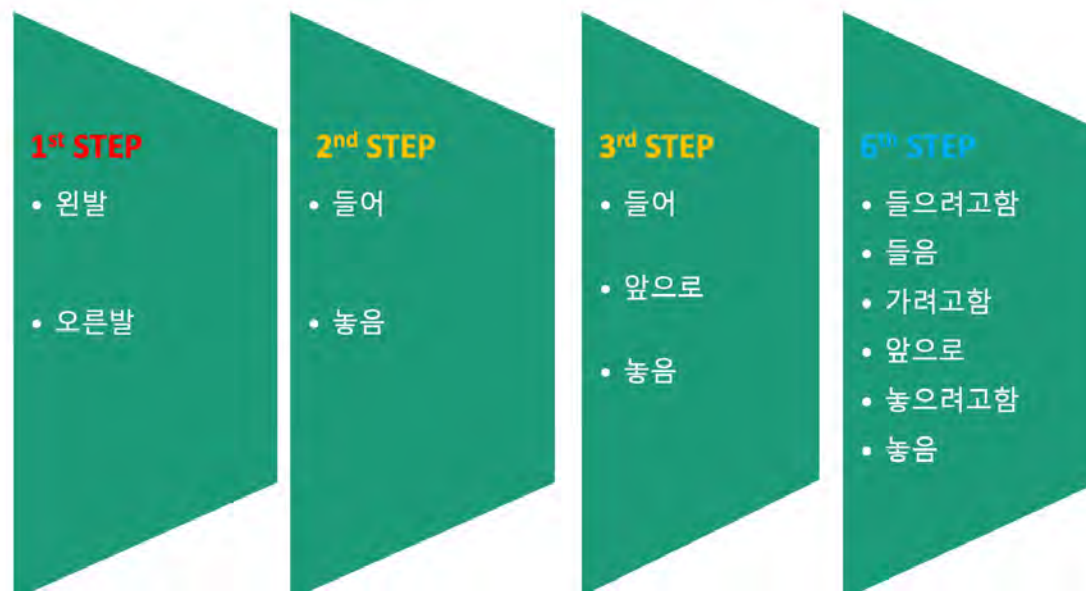 1st STEP
• 왼발
• 오른발
2nd STEP
• 들어
• 놓음
3rd STEP
• 들어
• 앞으로
• 놓음
6th STEP
• 들으려고함
• 들음
• 가려고함
• 앞으로
• 놓으려고함
• 놓음